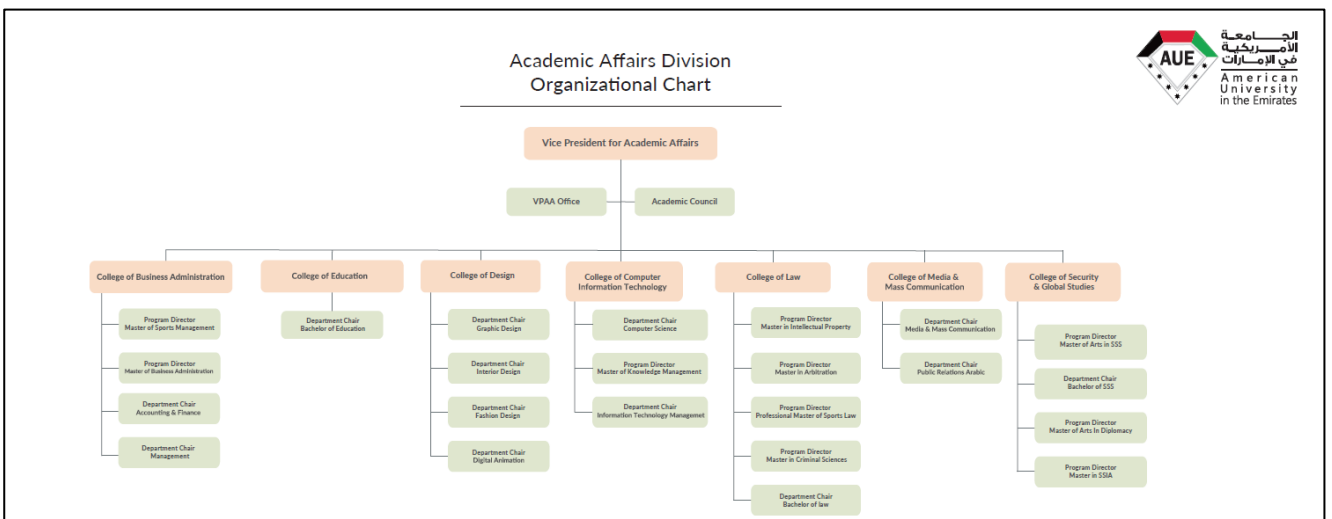 Academic Affairs Division
Organizational Chart
الجـــامعـة
الأمـــريكية
في الإمـــارات
AUE
American
University
in the Emirates
Vice President for Academic Affairs
VPAA Office
Academic Council
College of Business Administration
Program Director
Master of Sports Management
Program Director
Master of Business Administration
Department Chair
Accounting & Finance
Department Chair
Management
College of Education
Department Chair
Bachelor of Education
College of Design
Department Chair
Graphic Design
Department Chair
Interior Design
Department Chair
Fashion Design
Department Chair
Digital Animation
College of Computer
Information Technology
Department Chair
Computer Science
Program Director
Master of Knowledge Management
Department Chair
Information Technology Managemet
College of Law
Program Director
Master in Intellectual Property
Program Director
Master in Arbitration
Program Director
Professional Master of Sports Law
Program Director
Master in Criminal Sciences
Department Chair
Bachelor of law
College of Media &
Mass Communication
Department Chair
Media & Mass Communication
Department Chair
Public Relations Arabic
College of Security
& Global Studies
Program Director
Master of Arts in SSS
Department Chair
Bachelor of SSS
Program Director
Master of Arts In Diplomacy
Program Director
Master in SSIA